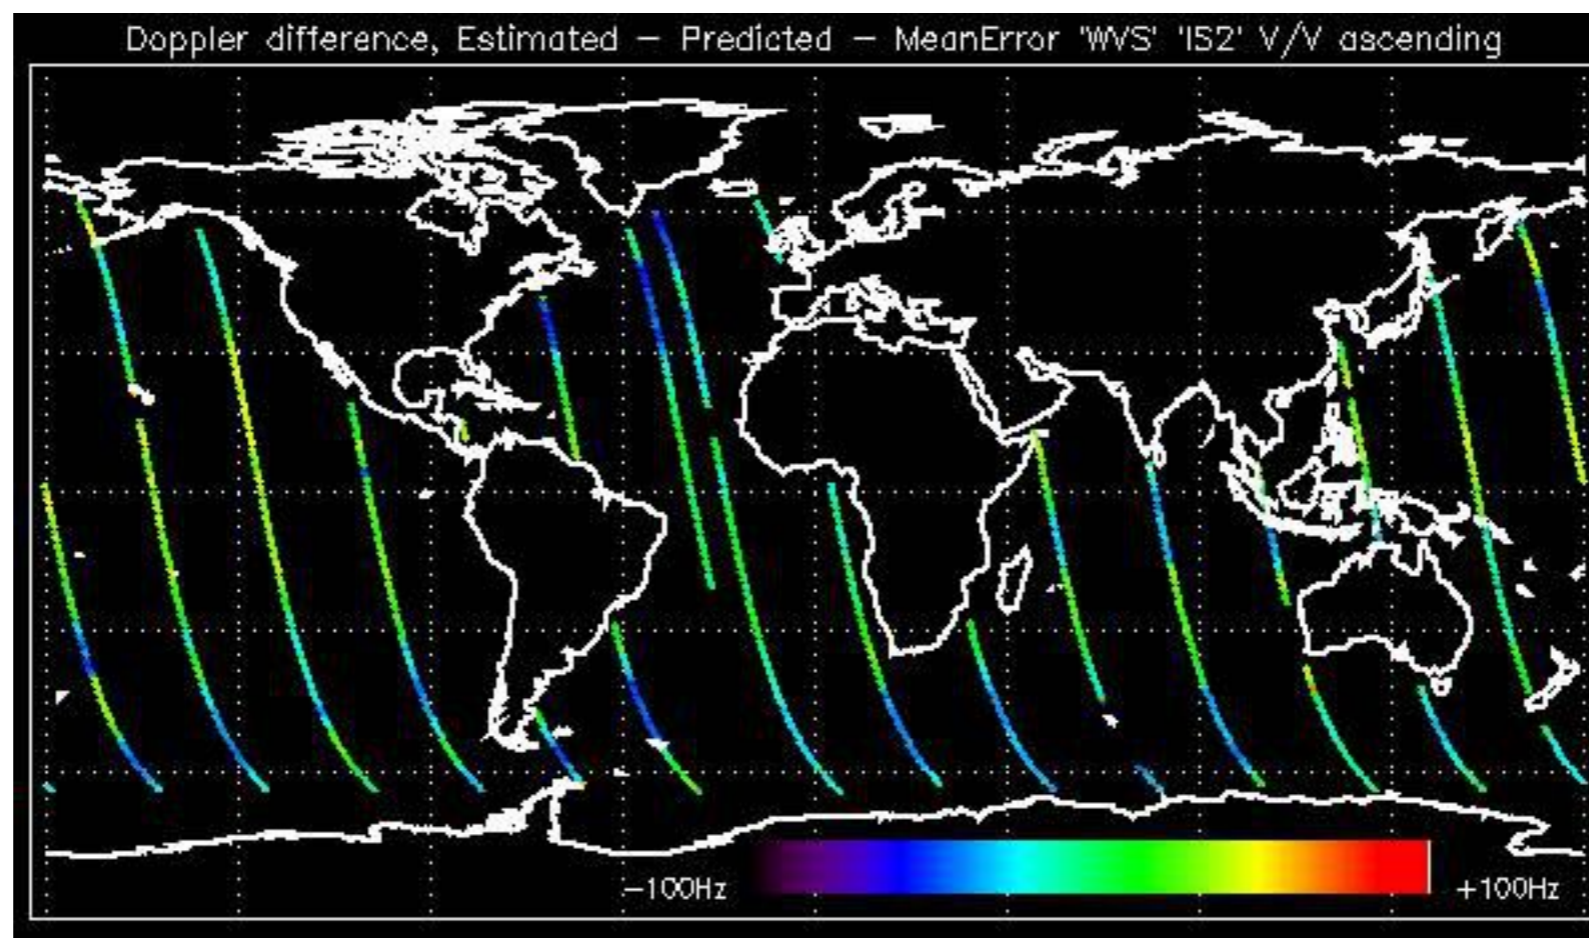 Doppler difference, Estimated − Predicted − MeanError 'WVS' 'IS2' V/V ascending
−100Hz +100Hz